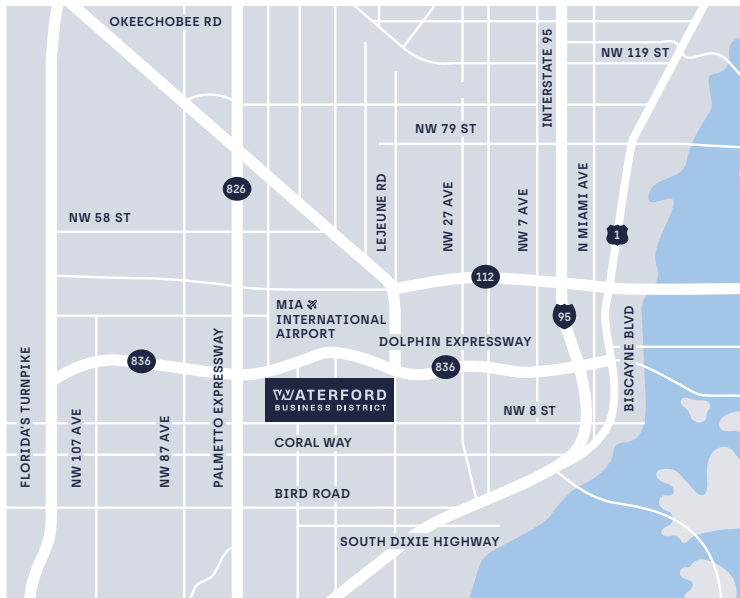 OKEECHOBEE RD
INTERSTATE 95
NW 119 ST
NW 79 ST
826
LEJEUNE RD
NW 27 AVE
NW 7 AVE
N MIAMI AVE
NW 58 ST
1
112
MIA
INTERNATIONAL
AIRPORT
95
BISCAYNE BLVD
DOLPHIN EXPRESSWAY
836
836
FLORIDA'S TURNPIKE
NW 107 AVE
NW 87 AVE
PALMETTO EXPRESSWAY
WATERFORD
BUSINESS DISTRICT
NW 8 ST
CORAL WAY
BIRD ROAD
SOUTH DIXIE HIGHWAY